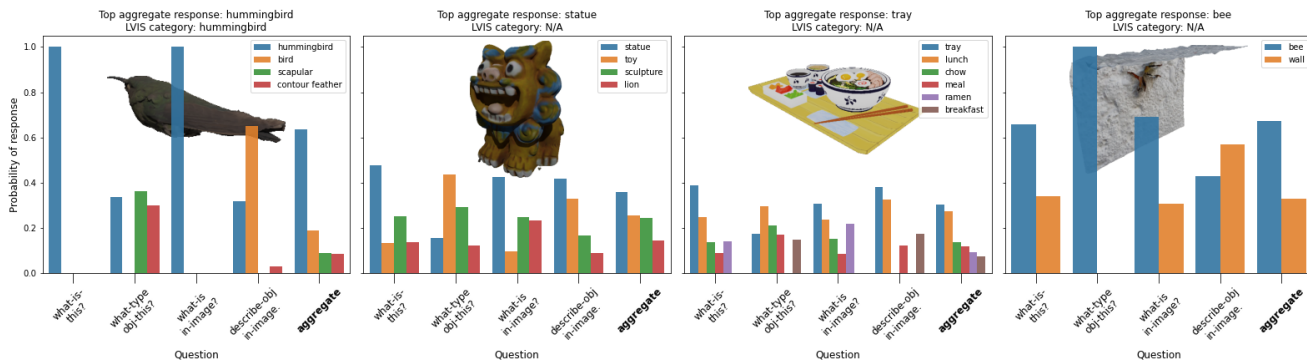 Top aggregate response: hummingbird
LVIS category: hummingbird
Top aggregate response: statue
LVIS category: N/A
Top aggregate response: tray
LVIS category: N/A
Top aggregate response: bee
LVIS category: N/A
Probability of response
1.0
0.8
0.6
0.4
0.2
0.0
hummingbird
bird
scapular
contour feather
statue
toy
sculpture
lion
tray
lunch
chow
meal
ramen
breakfast
bee
wall
what-is-
this?
what-type
obj-this?
what-is
in-image?
describe-obj
in-image.
aggregate
Question
what-is-
this?
what-type
obj-this?
what-is
in-image?
describe-obj
in-image.
aggregate
Question
what-is-
this?
what-type
obj-this?
what-is
in-image?
describe-obj
in-image.
aggregate
Question
what-is-
this?
what-type
obj-this?
what-is
in-image?
describe-obj
in-image.
aggregate
Question